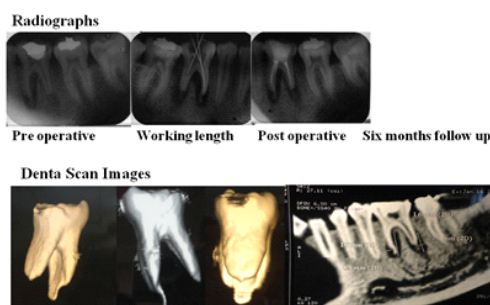 Radiographs
Pre operative Working length Post operative Six months follow up
Denta Scan Images